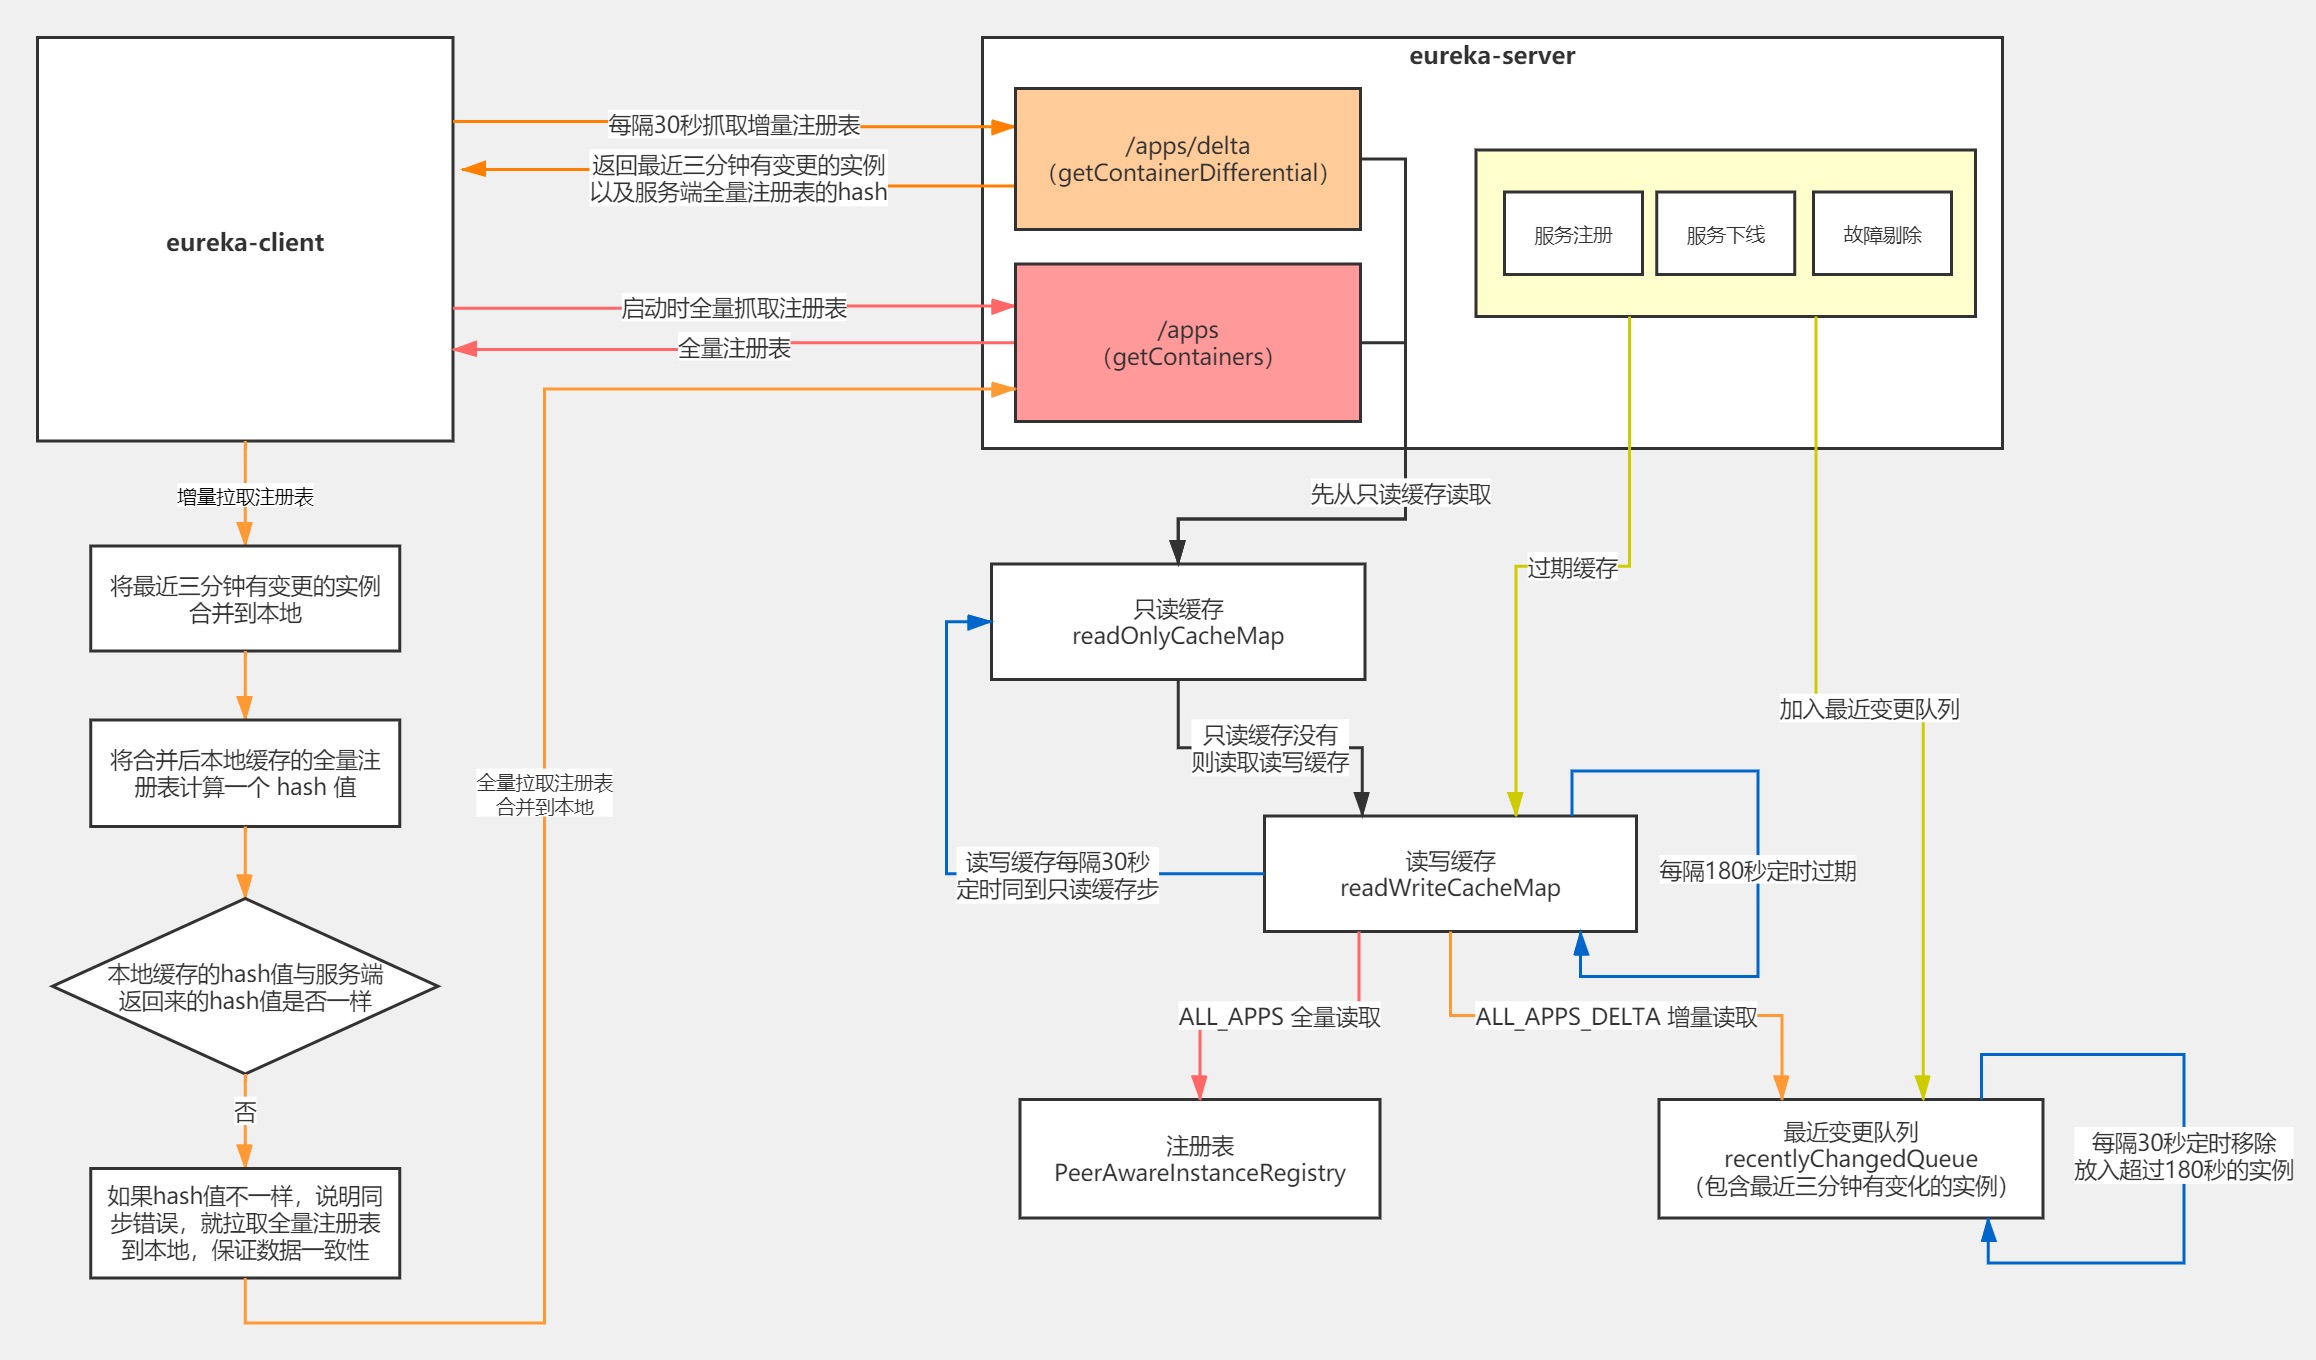 eureka-server
eureka-client
每隔30秒抓取增量注册表
返回最近三分钟有变更的实例
以及服务端全量注册表的hash
/apps/delta
（getContainerDifferential）
服务注册
服务下线
故障剔除
启动时全量抓取注册表
全量注册表
/apps
（getContainers）
增量拉取注册表
先从只读缓存读取
将最近三分钟有变更的实例
合并到本地
只读缓存
readOnlyCacheMap
过期缓存
加入最近变更队列
将合并后本地缓存的全量注
册表计算一个 hash 值
全量拉取注册表
合并到本地
只读缓存没有
则读取读写缓存
读写缓存每隔30秒
定时同到只读缓存步
读写缓存
readWriteCacheMap
每隔180秒定时过期
本地缓存的hash值与服务端
返回来的hash值是否一样
ALL_APPS 全量读取
ALL_APPS_DELTA 增量读取
否
注册表
PeerAwareInstanceRegistry
最近变更队列
recentlyChangedQueue
（包含最近三分钟有变化的实例）
每隔30秒定时移除
放入超过180秒的实例
如果hash值不一样，说明同
步错误，就拉取全量注册表
到本地，保证数据一致性